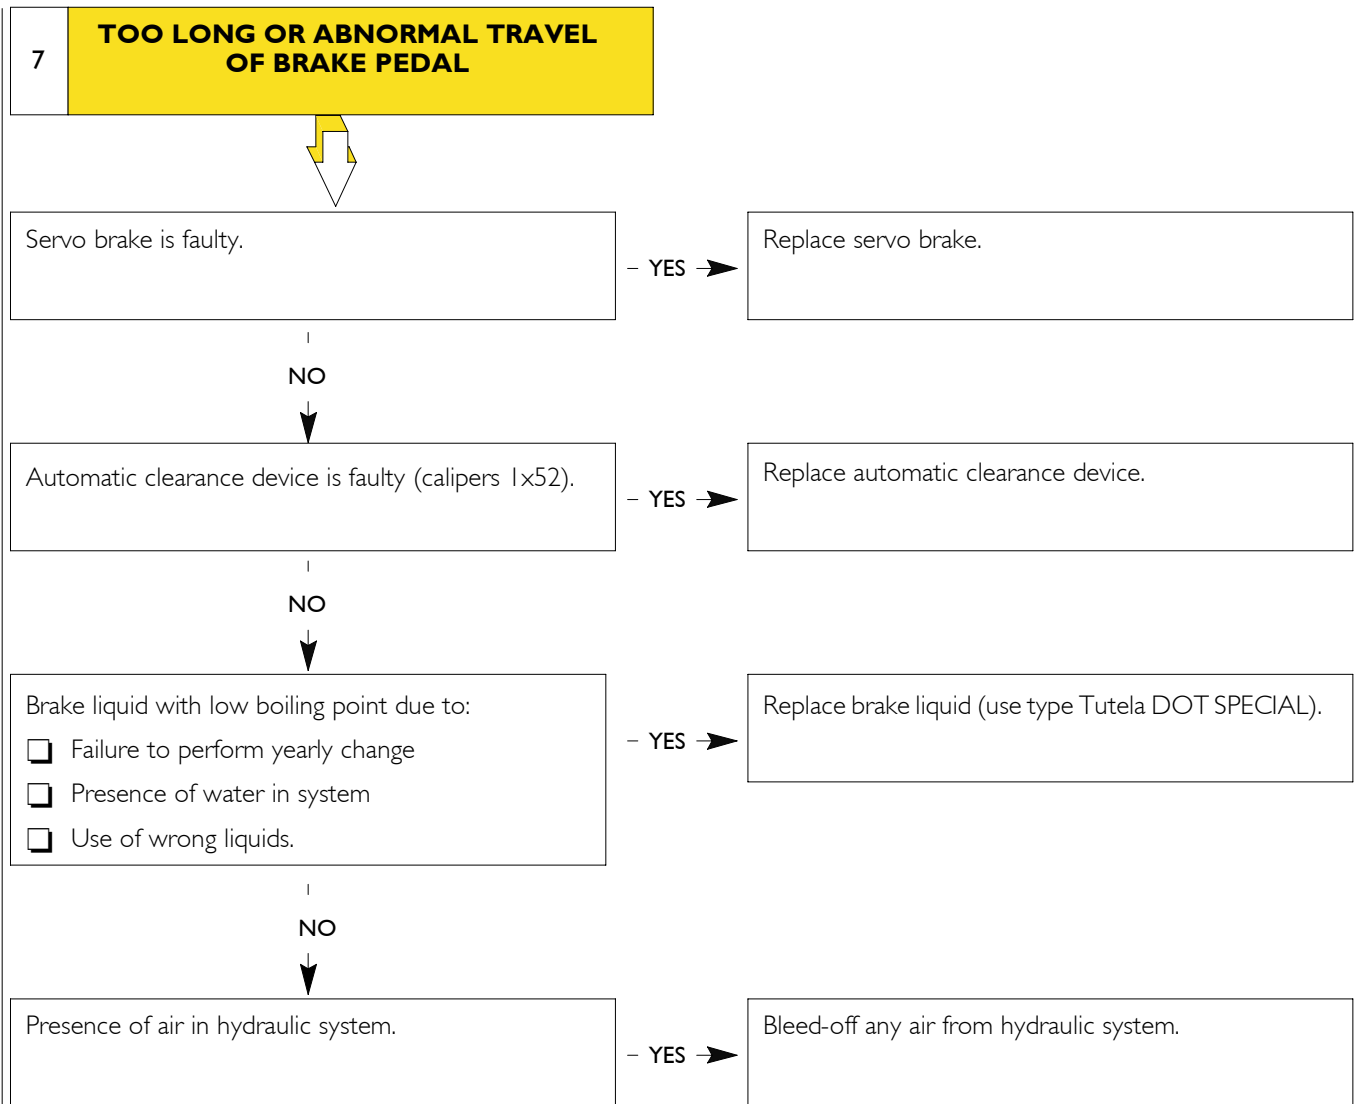 7
TOO LONG OR ABNORMAL TRAVEL
OF BRAKE PEDAL
Servo brake is faulty.
YES
Replace servo brake.
NO
Automatic clearance device is faulty (calipers 1x52).
YES
Replace automatic clearance device.
NO
Brake liquid with low boiling point due to:
Failure to perform yearly change
Presence of water in system
Use of wrong liquids.
YES
Replace brake liquid (use type Tutela DOT SPECIAL).
NO
Presence of air in hydraulic system.
YES
Bleed-off any air from hydraulic system.